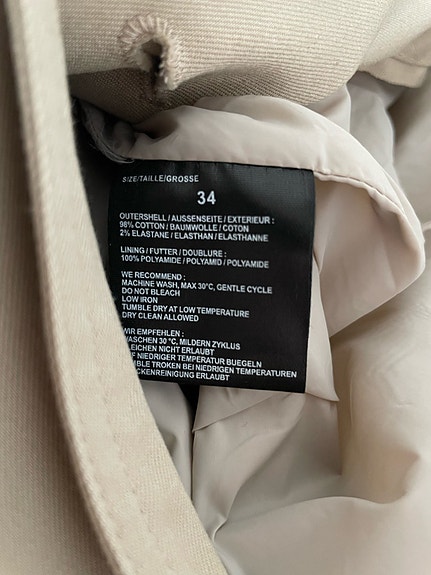 SIZE/TAILLE/GROSSE
34
OUTERSHELL / AUSSENSEITE / EXTERIEUR :
98% COTTON / BAUMWOLLE / COTON
2% ELASTANE / ELASTHAN / ELASTHANNE
LINING / FUTTER / DOUBLURE :
100% POLYAMIDE / POLYAMID / POLYAMIDE
WE RECOMMEND :
MACHINE WASH, MAX 30°C, GENTLE CYCLE
DO NOT BLEACH
LOW IRON
TUMBLE DRY AT LOW TEMPERATURE
DRY CLEAN ALLOWED
WIR EMPFEHLEN :
WASCHEN 30 °C, MILDERN ZYKLUS
LEICHEN NICHT ERLAUBT
F NIEDRIGER TEMPERATUR BUEGELN
BLE TROKEN BEI NIEDRIGEN TEMPERATUREN
CKENREINIGUNG ERLAUBT